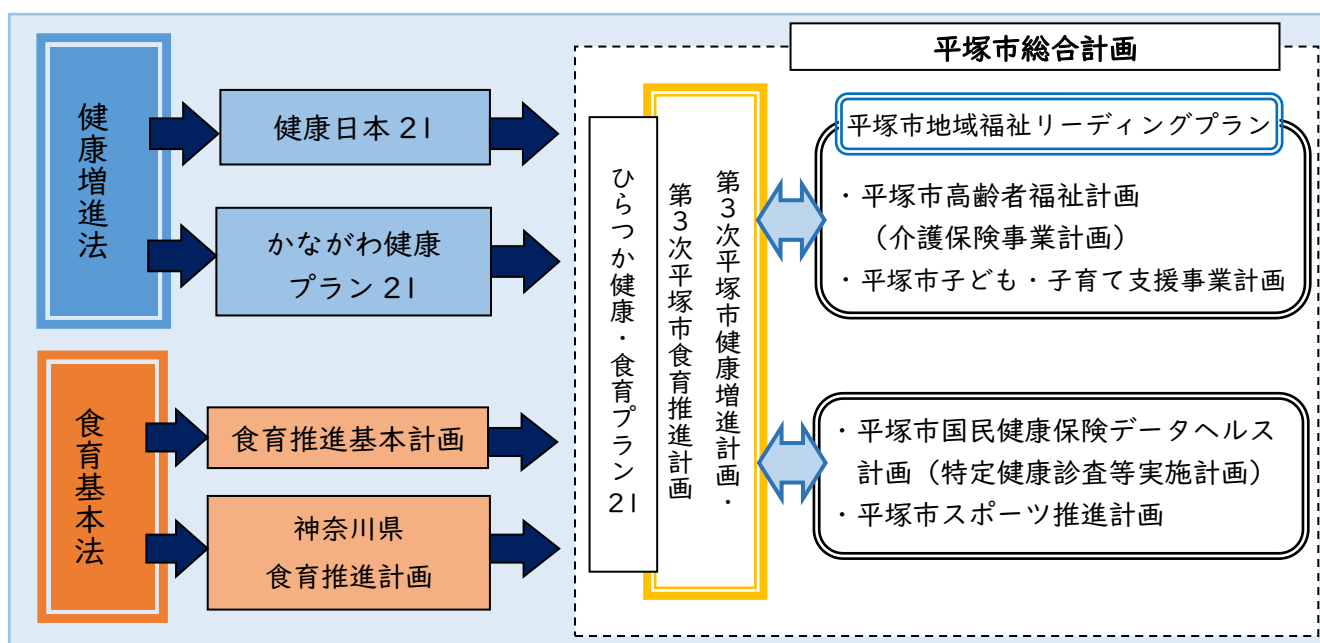 平塚市総合計画
健康増進法
健康日本 21
かながわ健康
プラン 21
食育基本法
食育推進基本計画
神奈川県
食育推進計画
第3次平塚市健康増進計画・
第3次平塚市食育推進計画
ひらつか健康・食育プラン 21
平塚市地域福祉リーディングプラン
・平塚市高齢者福祉計画
（介護保険事業計画）
・平塚市子ども・子育て支援事業計画
・平塚市国民健康保険データヘルス
計画（特定健康診査等実施計画）
・平塚市スポーツ推進計画